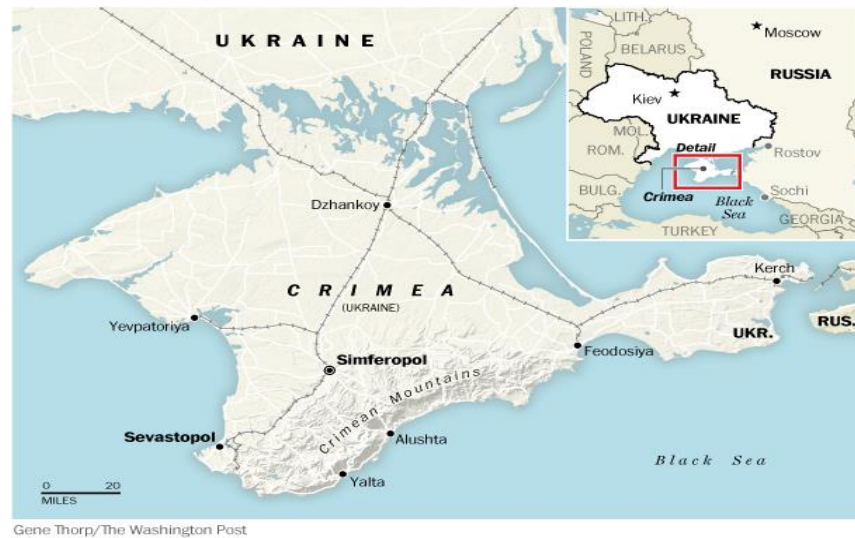 UKRAINE
Dzhankoy
CRIMEA
(UKRAINE)
Yevpatoriya
Simferopol
Crimean Mountains
Sevastopol
Alushta
Yalta
Feodosiya
Kerch
UKR.
RUS.
Black Sea
0 20
MILES
LITH.
Moscow
POLAND
BELARUS
RUSSIA
Kiev
UKRAINE
MOL.
Detail
ROM.
Rostov
BULG.
Crimea
Black
Sea
Sochi
GEORGIA
TURKEY
Gene Thorp/The Washington Post